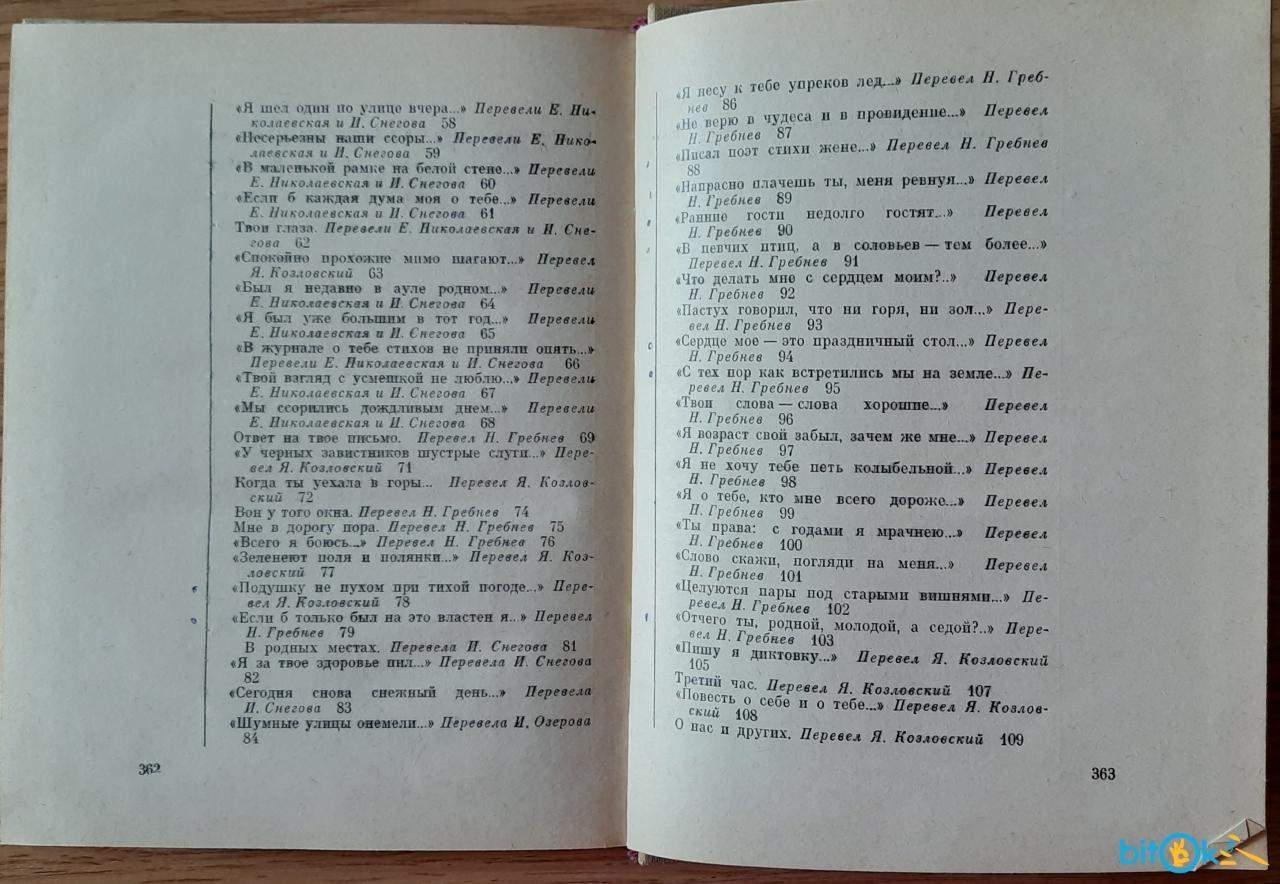 «Я шел один по улице вчера...» Перевели Е. Ни-
колаевская и И. Снегова 58
«Несерьезны наши ссоры...» Перевели Е. Нико-
лаевская и И. Снегова 59
«В маленькой рамке на белой стене...» Перевели
Е. Николаевская и И. Снегова 60
«Если б каждая дума моя о тебе...» Перевели
Е. Николаевская и И. Снегова 61
Твои глаза. Перевели Е. Николаевская и И. Сне-
гова 62
«Спокойно прохожие мимо шагают...» Перевел
Я. Козловский 63
«Был я недавно в ауле родном...» Перевели
Е. Николаевская и И. Снегова 64
«Я был уже большим в тот год...» Перевели
Е. Николаевская и И. Снегова 65
«В журнале о тебе стихов не приняли опять...»
Перевели Е. Николаевская и И. Снегова 66
«Твой взгляд с усмешкой не люблю...» Перевели
Е. Николаевская и И. Снегова 67
«Мы ссорились дождливым днем...» Перевели
Е. Николаевская и И. Снегова 68
Ответ на твое письмо. Перевел Н. Гребнев 69
«У черных завистников шустрые слуги...» Пере-
вел Я. Козловский 71
Когда ты уехала в горы... Перевел Я. Козлов-
ский 72
Вон у того окна. Перевел Н. Гребнев 74
Мне в дорогу пора. Перевел Н. Гребнев 75
«Всего я боюсь...» Перевел Н. Гребнев 76
«Зеленеют поля и полянки...» Перевел Я. Коз-
ловский 77
«Подушку не пухом при тихой погоде...» Пере-
вел Я. Козловский 78
«Если б только был на это властен я...» Перевел
Н. Гребнев 79
В родных местах. Перевела И. Снегова 81
«Я за твое здоровье пил...» Перевела И. Снегова
82
«Сегодня снова снежный день...» Перевела
И. Снегова 83
«Шумные улицы онемели...» Перевела И. Озерова
84
362
«Я несу к тебе упреков лед...» Перевел Н. Греб-
нев 86
«Не верю в чудеса и в провидение...» Перевел
Н. Гребнев 87
«Писал поэт стихи жене...» Перевел Н. Гребнев
88
«Напрасно плачешь ты, меня ревнуя...» Перевел
Н. Гребнев 89
«Ранние гости недолго гостят...» Перевел
Н. Гребнев 90
«В певчих птиц, а в соловьев — тем более...»
Перевел Н. Гребнев 91
«Что делать мне с сердцем моим?..» Перевел
Н. Гребнев 92
«Пастух говорил, что ни горя, ни зол...» Пере-
вел Н. Гребнев 93
«Сердце мое — это праздничный стол...» Перевел
Н. Гребнев 94
«С тех пор как встретились мы на земле...» Пе-
ревел Н. Гребнев 95
«Твои слова — слова хорошие...» Перевел
Н. Гребнев 96
«Я возраст свой забыл, зачем же мне...» Перевел
Н. Гребнев 97
«Я не хочу тебе петь колыбельной...» Перевел
Н. Гребнев 98
«Я о тебе, кто мне всего дороже...» Перевел
Н. Гребнев 99
«Ты права: с годами я мрачнею...» Перевел
Н. Гребнев 100
«Слово скажи, погляди на меня...» Перевел
Н. Гребнев 101
«Целуются пары под старыми вишнями...» Пе-
ревел Н. Гребнев 102
«Отчего ты, родной, молодой, а седой?..» Пере-
вел Н. Гребнев 103
«Пишу я диктовку...» Перевел Я. Козловский
105
Третий час. Перевел Я. Козловский 107
«Повесть о себе и о тебе...» Перевел Я. Козлов-
ский 108
О нас и других. Перевел Я. Козловский 109
363